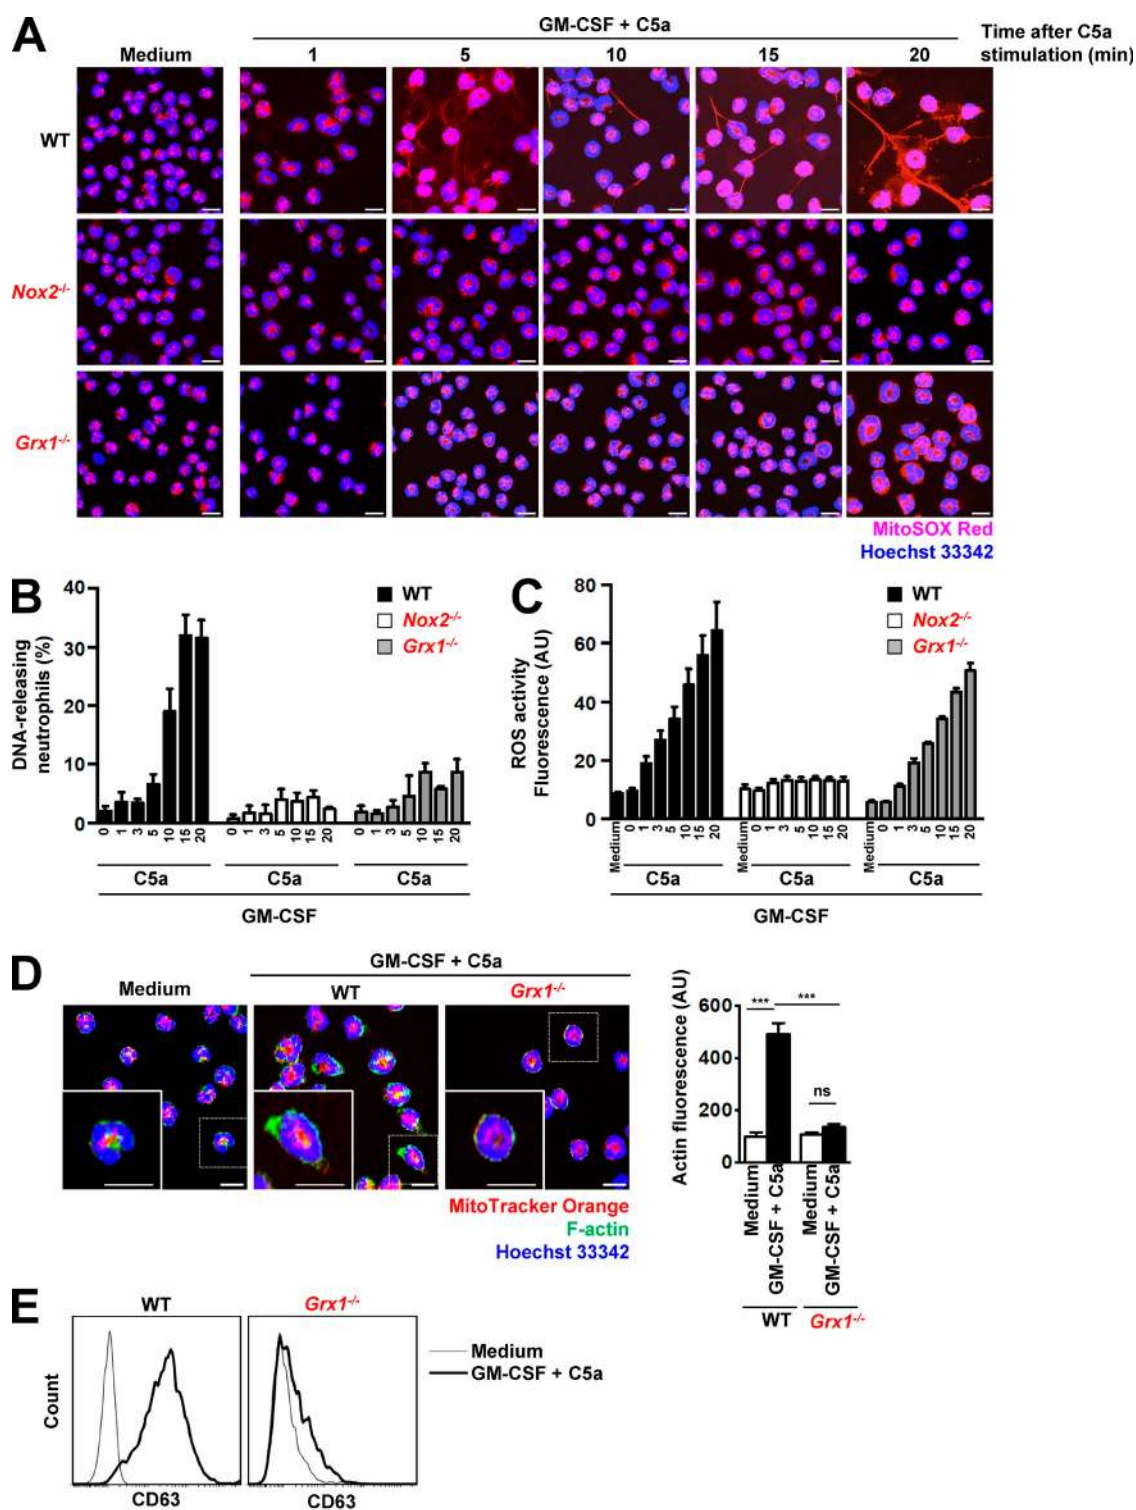 A
GM-CSF + C5a
Time after C5a
stimulation (min)
Medium 1 5 10 15 20
WT
Nox2-/-
Grx1-/-
MitoSOX Red
Hoechst 33342
B
DNA-releasing
neutrophils (%)
40
30
20
10
0
WT
Nox2-/-
Grx1-/-
0 1 3 5 10 15 20 0 1 3 5 10 15 20 0 1 3 5 10 15 20
C5a C5a C5a
GM-CSF
C
ROS activity
Fluorescence (AU)
80
60
40
20
0
WT
Nox2-/-
Grx1-/-
Medium 0 1 3 5 10 15 20 Medium 0 1 3 5 10 15 20 Medium 0 1 3 5 10 15 20
C5a C5a C5a
GM-CSF
D
GM-CSF + C5a
Medium WT Grx1-/-
MitoTracker Orange
F-actin
Hoechst 33342
Actin fluorescence (AU)
600
400
200
0
*** ***
ns
Medium GM-CSF + C5a Medium GM-CSF + C5a
WT Grx1-/-
E
WT Grx1-/-
Count
Medium
GM-CSF + C5a
CD63 CD63